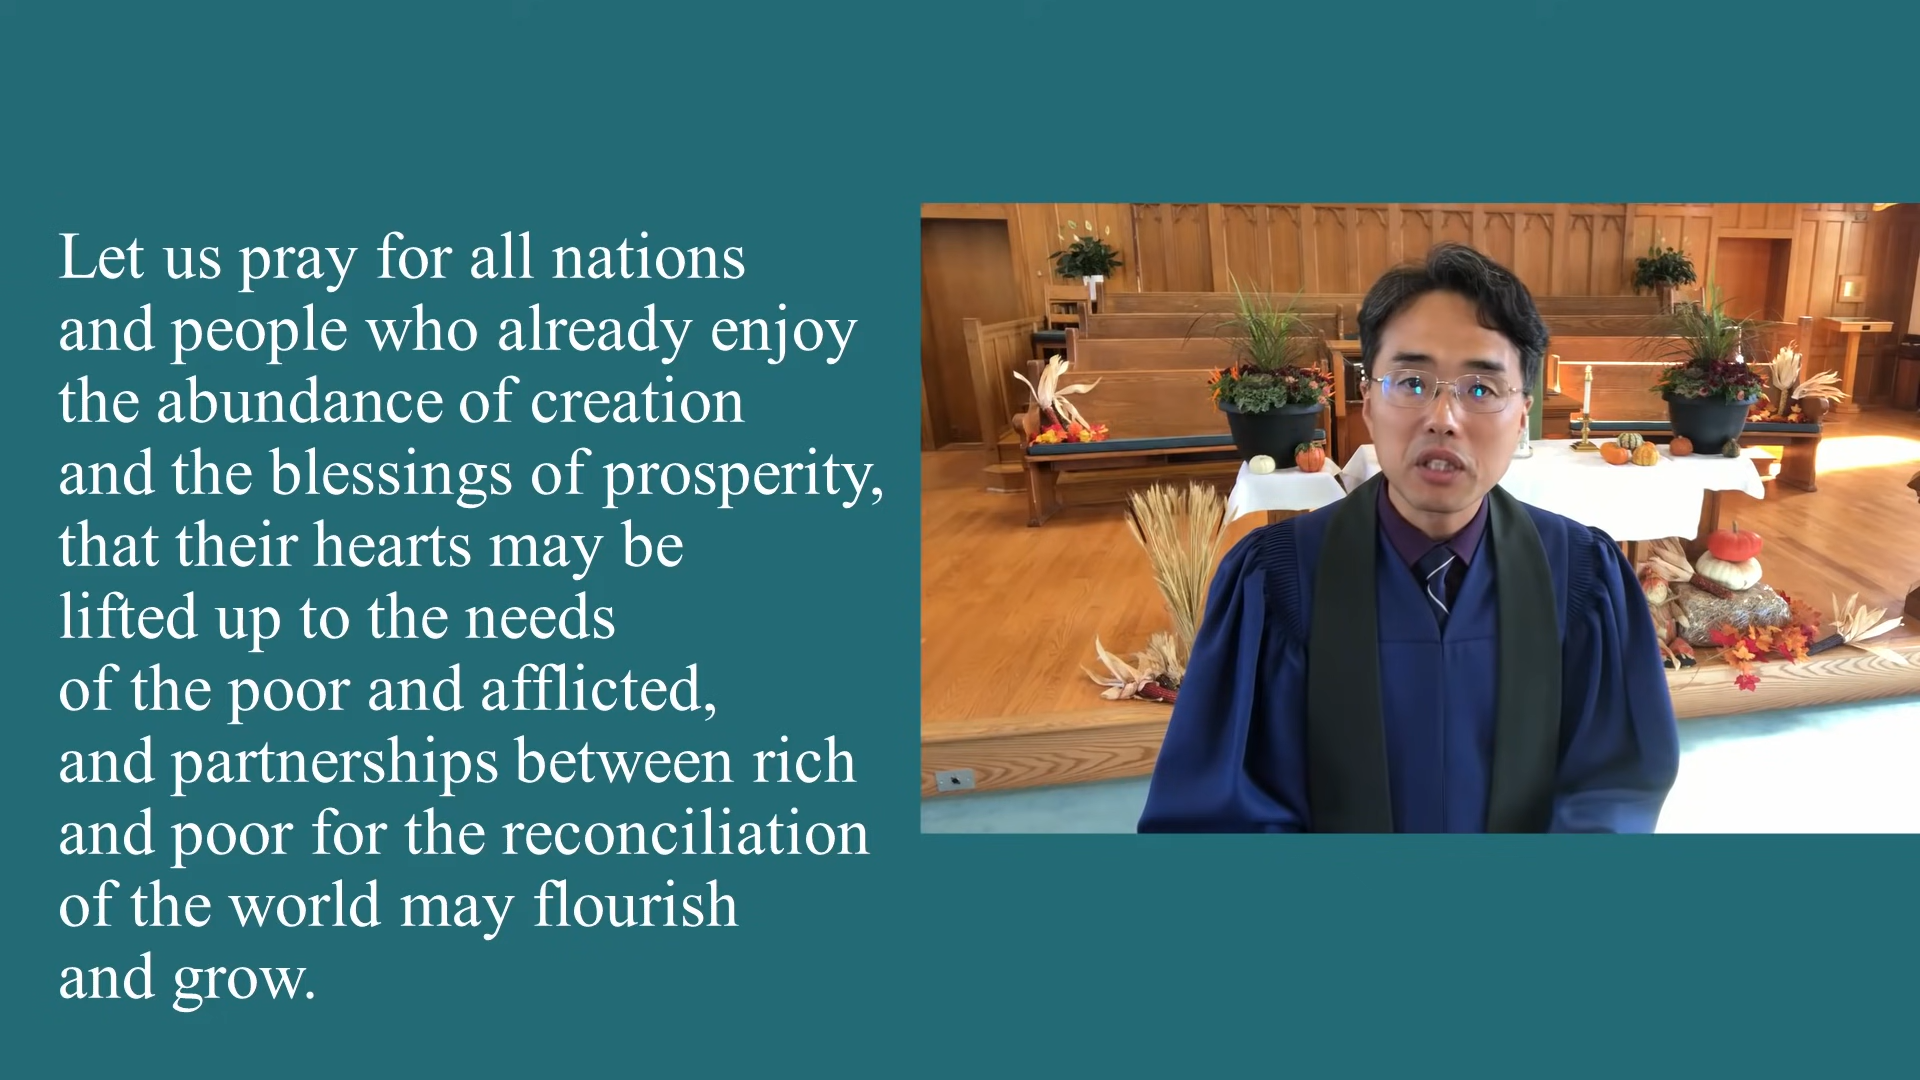 Let us pray for all nations
and people who already enjoy
the abundance of creation
and the blessings of prosperity,
that their hearts may be
lifted up to the needs
of the poor and afflicted,
and partnerships between rich
and poor for the reconciliation
of the world may flourish
and grow.